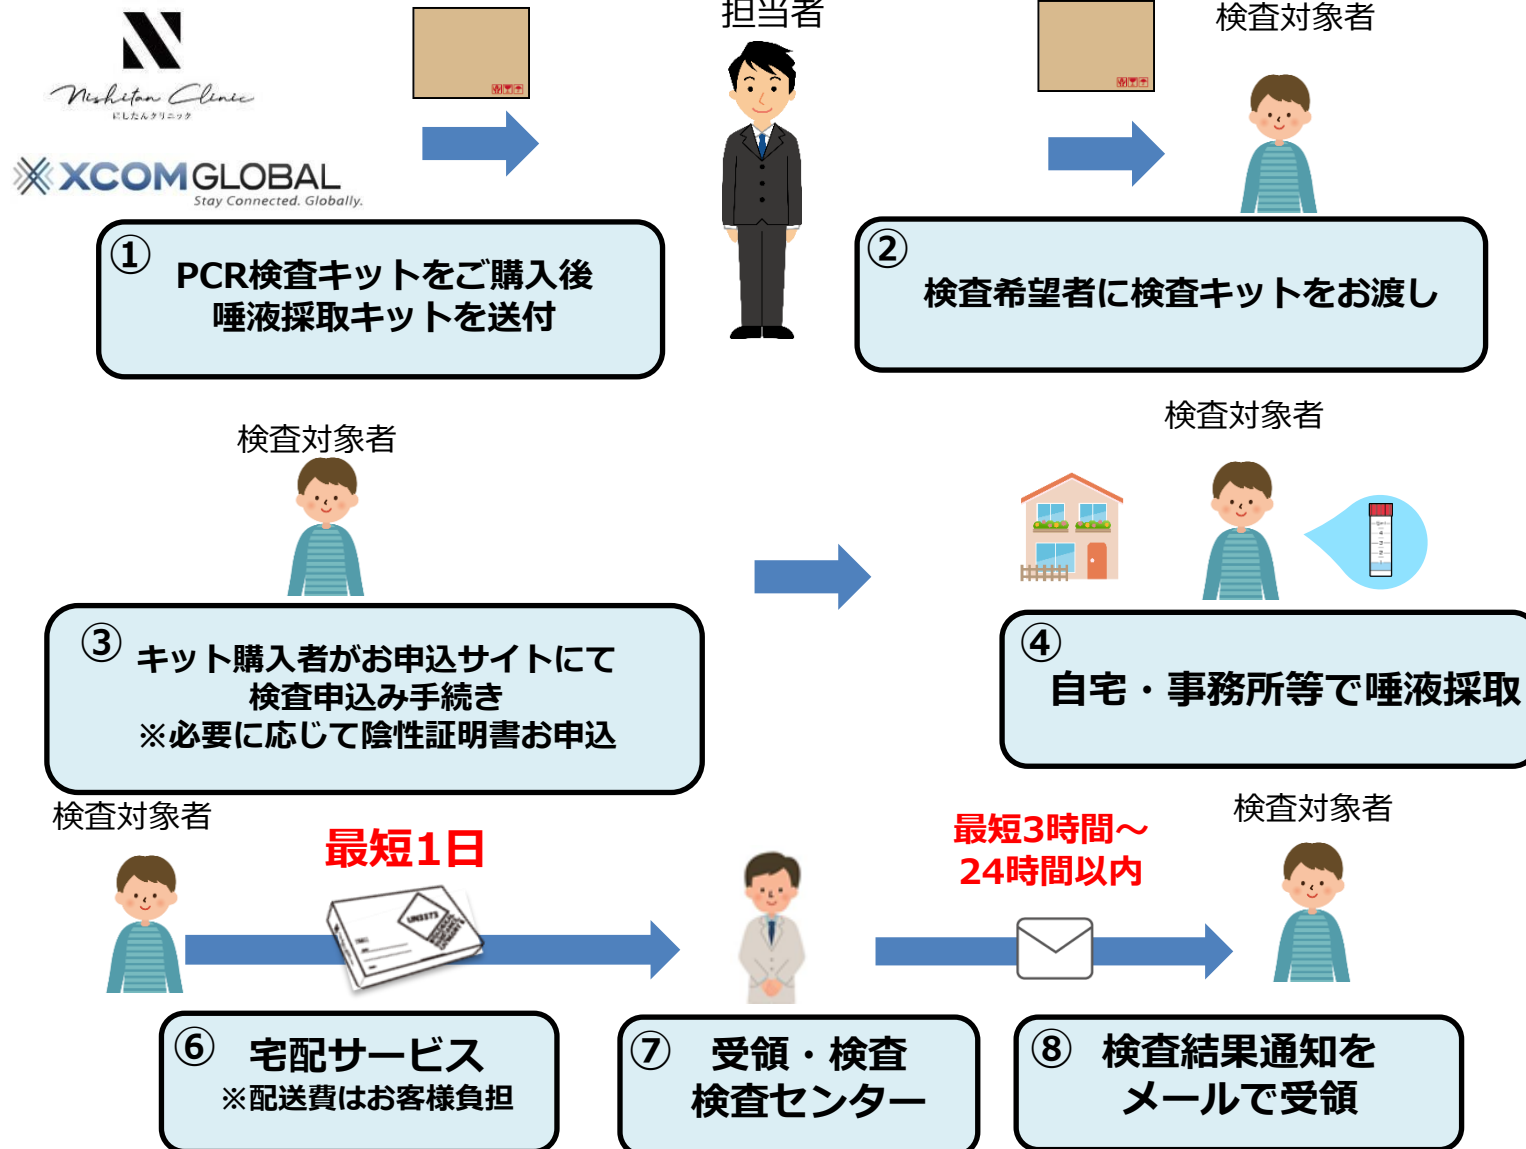 担当者
検査対象者
Nishitan Clinic
にしたんクリニック
XCOMGLOBAL
Stay Connected. Globally.
①
PCR検査キットをご購入後
唾液採取キットを送付
②
検査希望者に検査キットをお渡し
検査対象者
検査対象者
③
キット購入者がお申込サイトにて
検査申込み手続き
※必要に応じて陰性証明書お申込
④
自宅・事務所等で唾液採取
検査対象者
最短1日
UN3373
最短3時間～
24時間以内
検査対象者
⑥
宅配サービス
※配送費はお客様負担
⑦
受領・検査
検査センター
⑧
検査結果通知を
メールで受領